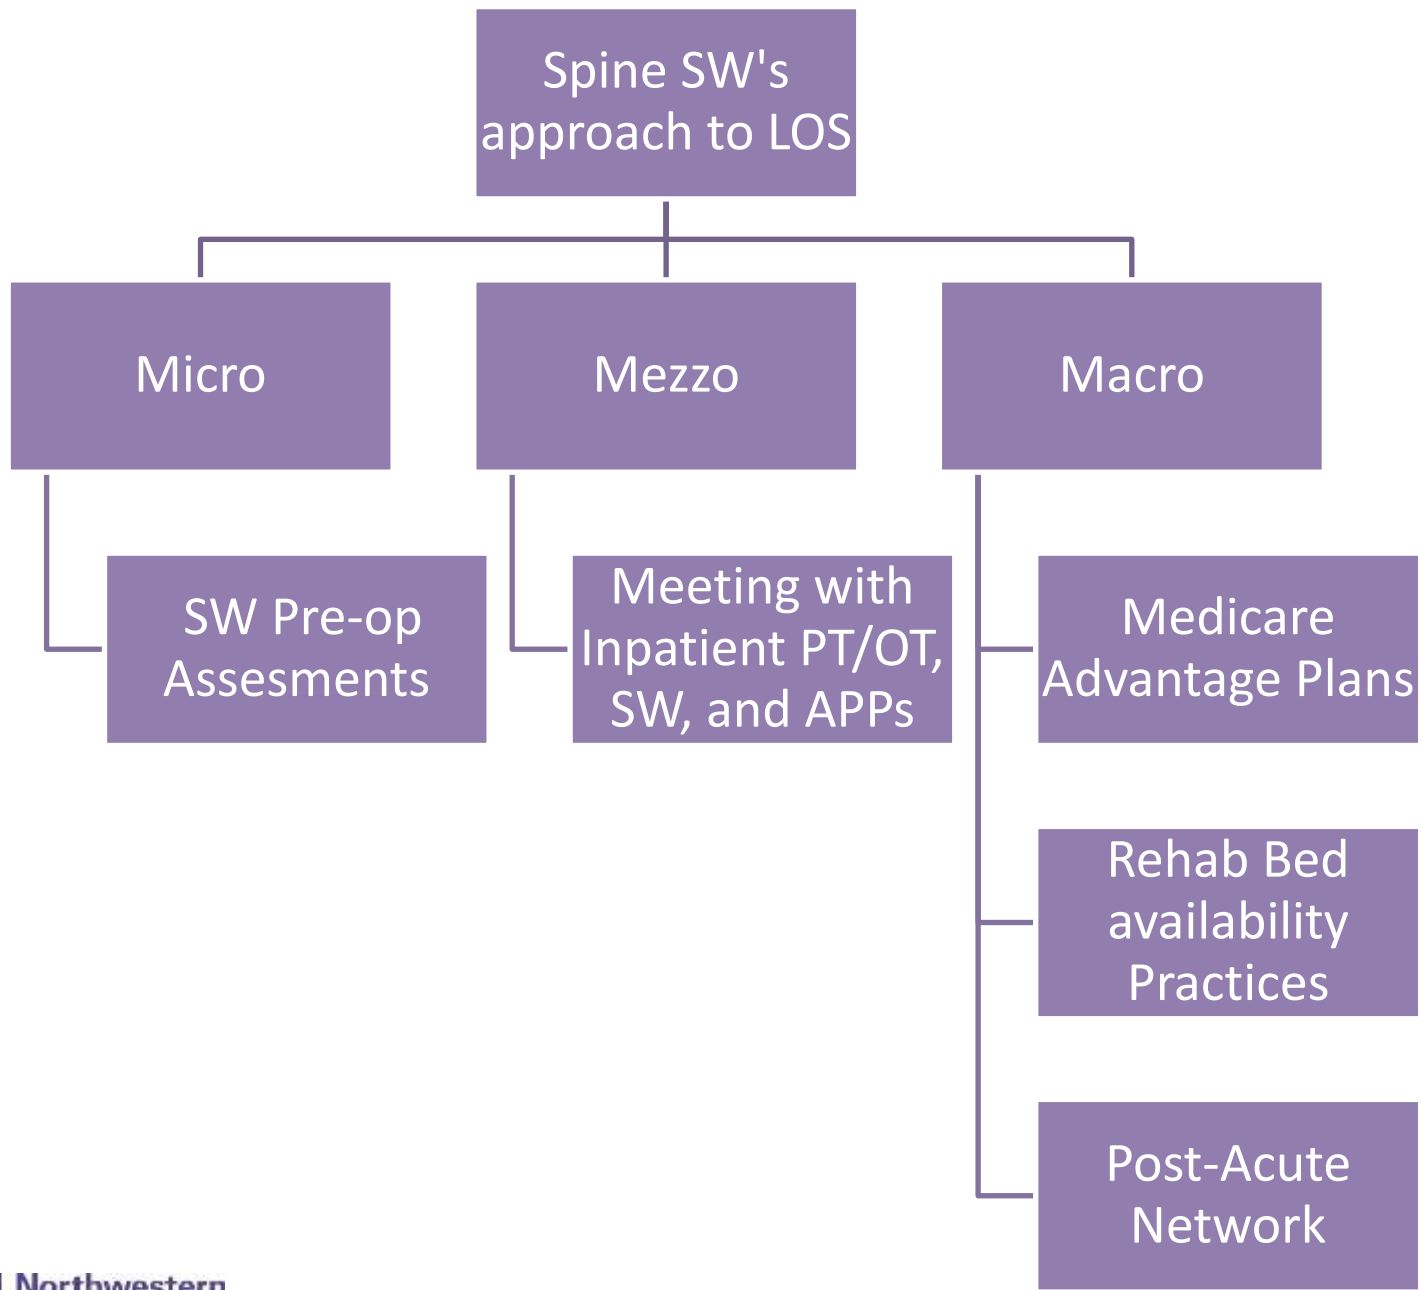 Spine SW's
approach to LOS
Micro
Mezzo
Macro
SW Pre-op
Assesments
Meeting with
Inpatient PT/OT,
SW, and APPs
Medicare
Advantage Plans
Rehab Bed
availability
Practices
Post-Acute
Network
Northwestern